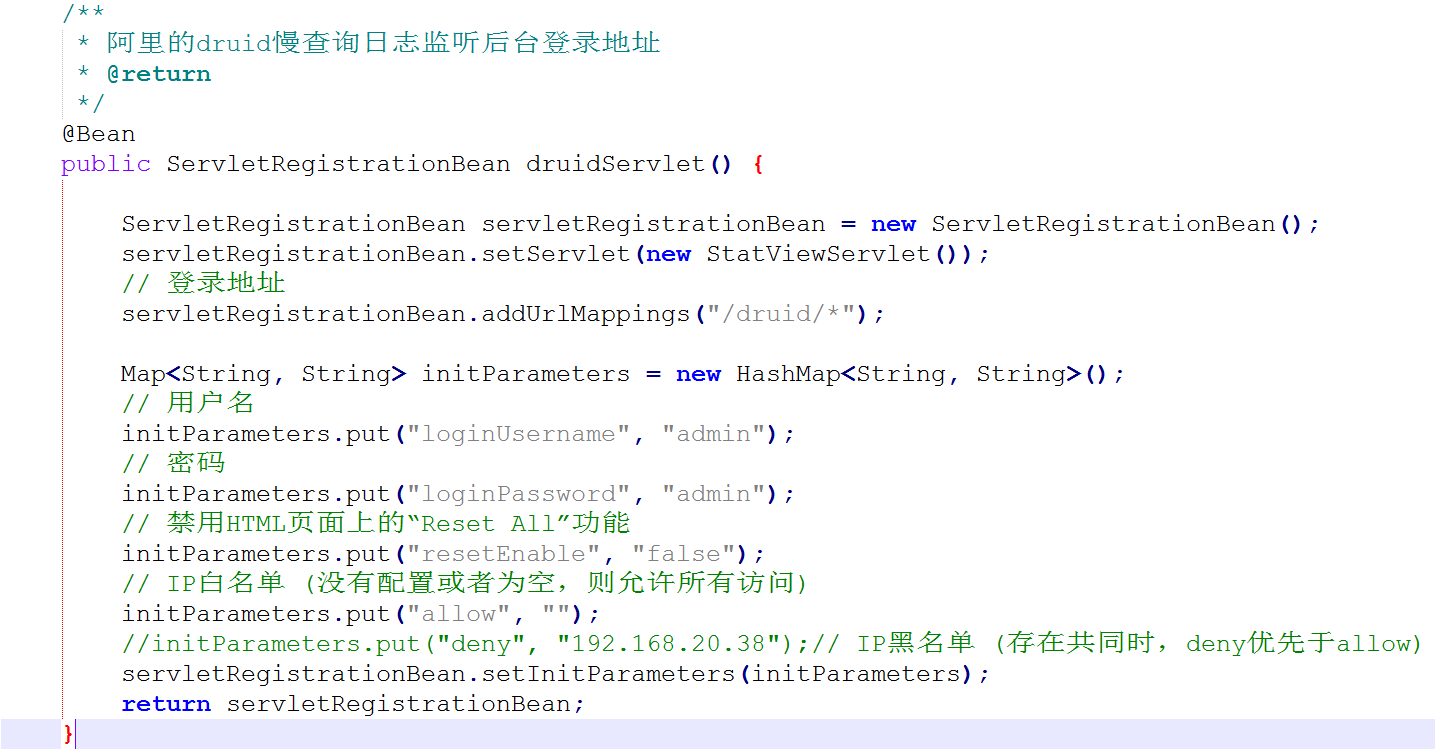 /**
 * 阿里的druid慢查询日志监听后台登录地址
 * @return
 */
@Bean
public ServletRegistrationBean druidServlet() {
    ServletRegistrationBean servletRegistrationBean = new ServletRegistrationBean();
    servletRegistrationBean.setServlet(new StatViewServlet());
    // 登录地址
    servletRegistrationBean.addUrlMappings("/druid/*");
    Map<String, String> initParameters = new HashMap<String, String>();
    // 用户名
    initParameters.put("loginUsername", "admin");
    // 密码
    initParameters.put("loginPassword", "admin");
    // 禁用HTML页面上的“Reset All”功能
    initParameters.put("resetEnable", "false");
    // IP白名单 (没有配置或者为空，则允许所有访问)
    initParameters.put("allow", "");
    //initParameters.put("deny", "192.168.20.38");// IP黑名单 (存在共同时，deny优先于allow)
    servletRegistrationBean.setInitParameters(initParameters);
    return servletRegistrationBean;
}